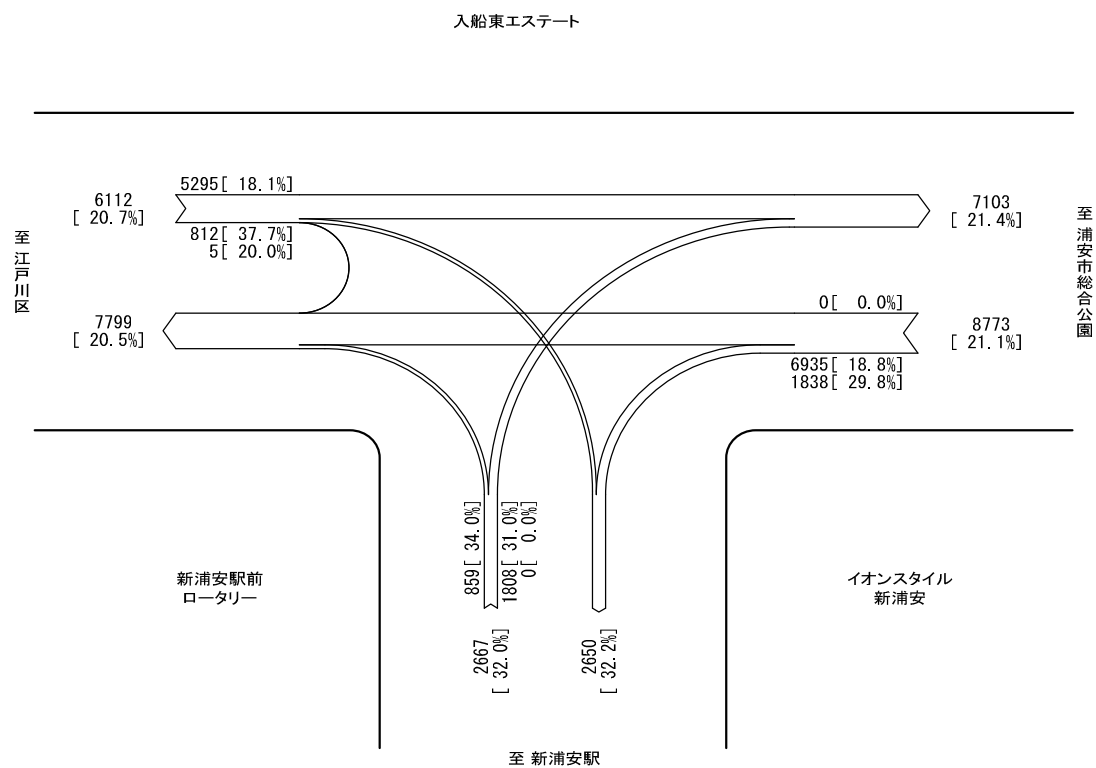 入船東エステート
5295[ 18.1%]
6112
[ 20.7%]
812[ 37.7%]
5[ 20.0%]
7103
[ 21.4%]
至 江戸川区
至 浦安市総合公園
7799
[ 20.5%]
0[ 0.0%]
8773
[ 21.1%]
6935[ 18.8%]
1838[ 29.8%]
859[ 34.0%]
1808[ 31.0%]
0[ 0.0%]
新浦安駅前
ロータリー
イオンスタイル
新浦安
2667
[ 32.0%]
2650
[ 32.2%]
至 新浦安駅